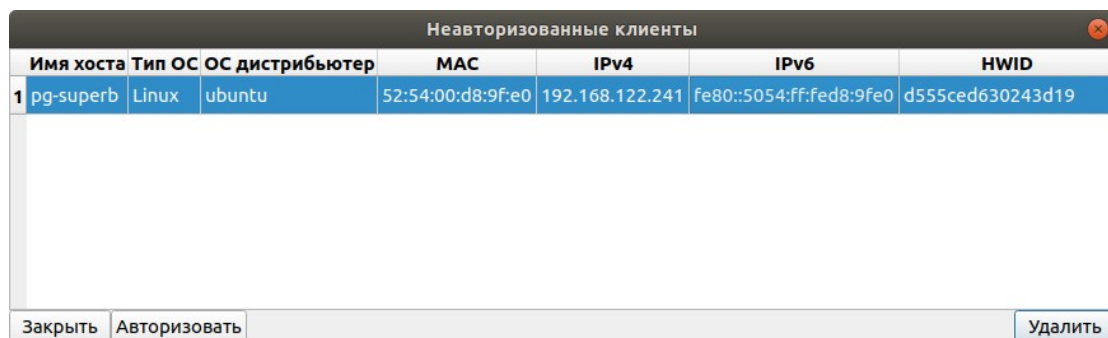 Неавторизованные клиенты
Имя хоста Тип ОС ОС дистрибьютер MAC IPv4 IPv6 HWID
1 pg-superb Linux ubuntu 52:54:00:d8:9f:e0 192.168.122.241 fe80::5054:ff:fed8:9fe0 d555ced630243d19
Закрыть Авторизовать Удалить